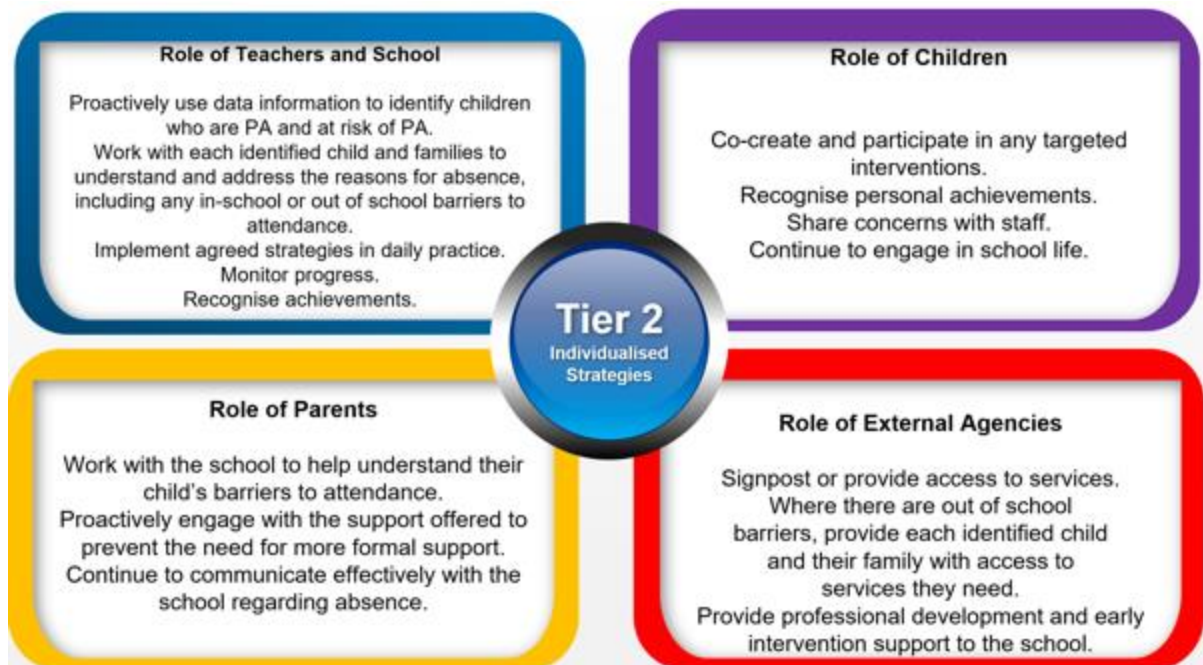 Role of Teachers and School
Proactively use data information to identify children
who are PA and at risk of PA.
Work with each identified child and families to
understand and address the reasons for absence,
including any in-school or out of school barriers to
attendance.
Implement agreed strategies in daily practice.
Monitor progress.
Recognise achievements.
Role of Children
Co-create and participate in any targeted
interventions.
Recognise personal achievements.
Share concerns with staff.
Continue to engage in school life.
Tier 2
Individualised
Strategies
Role of Parents
Work with the school to help understand their
child's barriers to attendance.
Proactively engage with the support offered to
prevent the need for more formal support.
Continue to communicate effectively with the
school regarding absence.
Role of External Agencies
Signpost or provide access to services.
Where there are out of school
barriers, provide each identified child
and their family with access to
services they need.
Provide professional development and early
intervention support to the school.